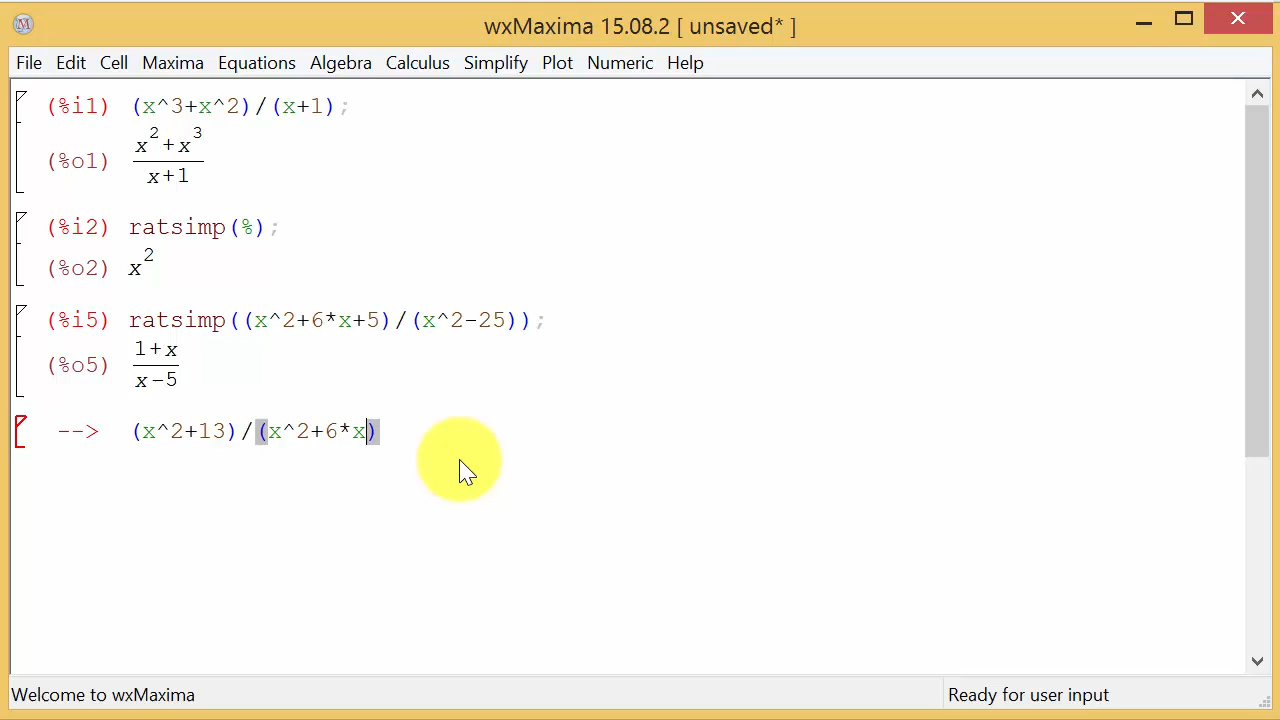 wxMaxima 15.08.2 [ unsaved* ]
File Edit Cell Maxima Equations Algebra Calculus Simplify Plot Numeric Help
(%i1) (x^3+x^2)/(x+1);
x^2+x^3
(%o1)
x+1
(%i2) ratsimp(%);
(%o2) x^2
(%i5) ratsimp((x^2+6*x+5)/(x^2-25));
1+x
(%o5)
x-5
--> (x^2+13)/(x^2+6*x)
Welcome to wxMaxima Ready for user input